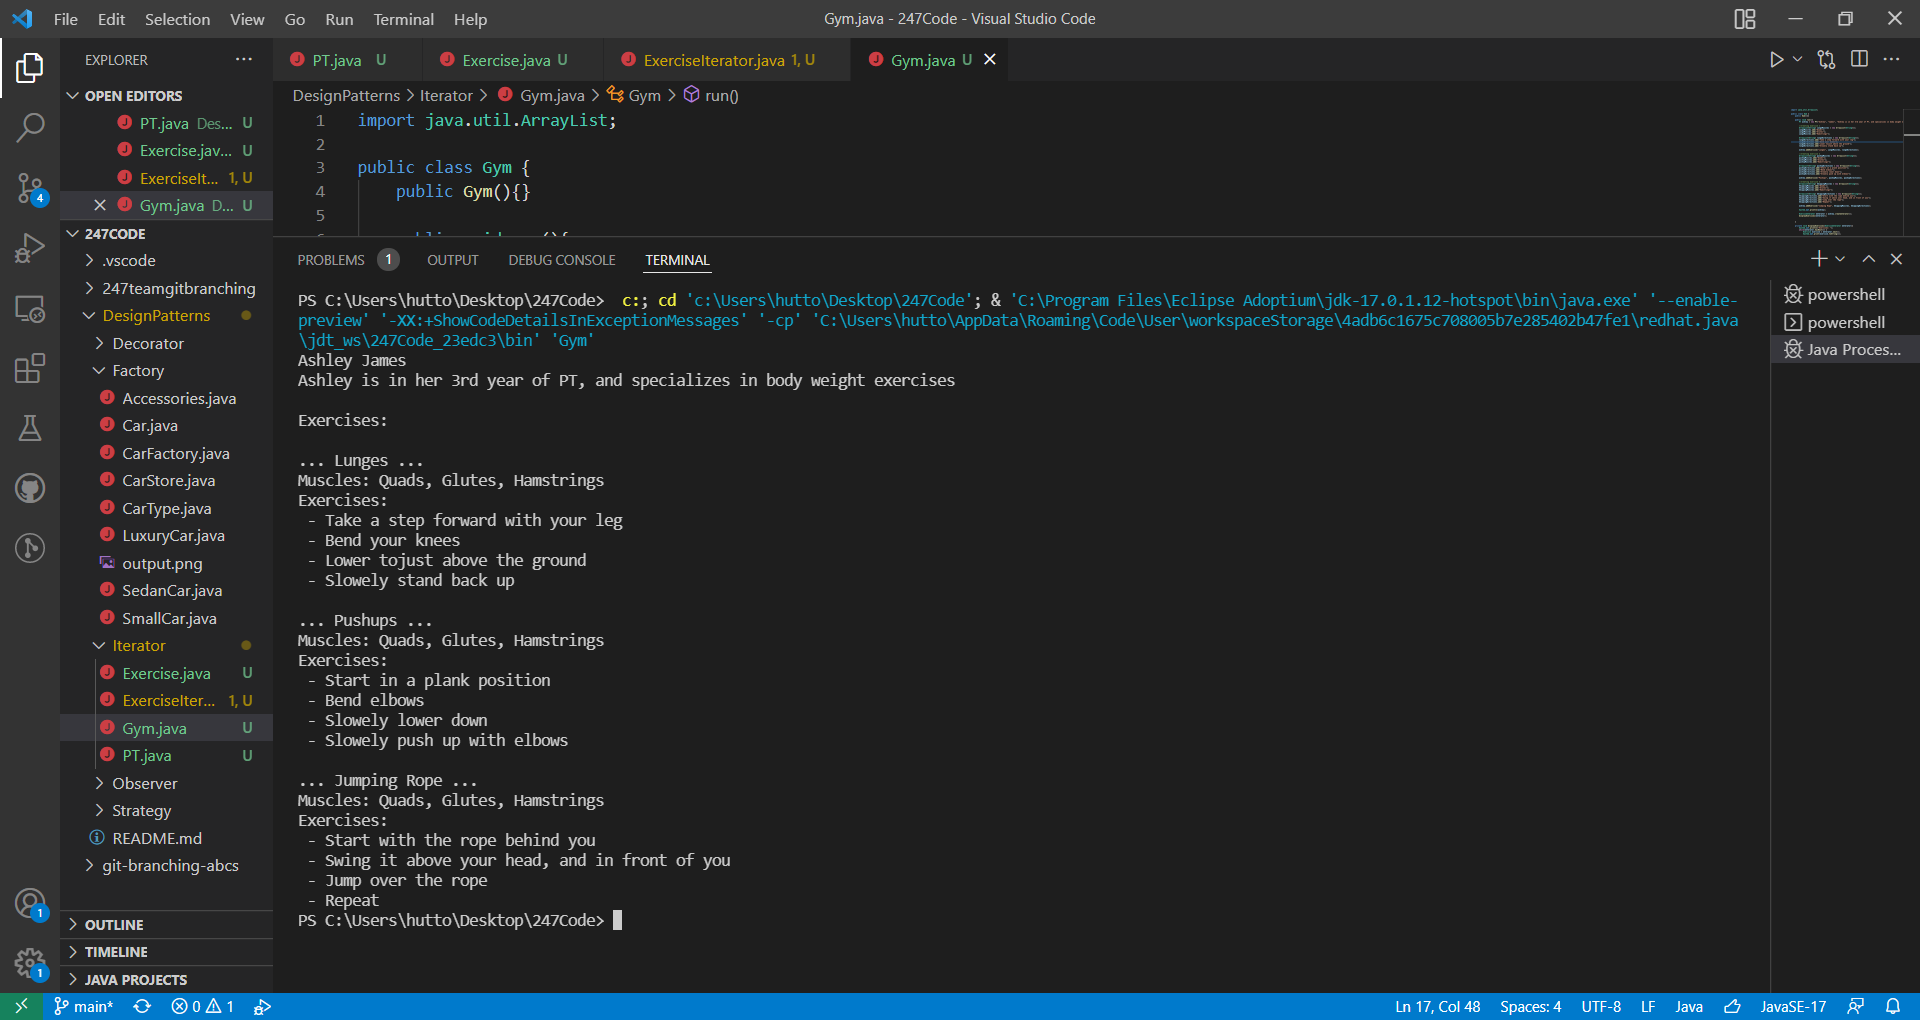 File Edit Selection View Go Run Terminal Help
Gym.java - 247Code - Visual Studio Code
EXPLORER
OPEN EDITORS
PT.java Des... U
Exercise.jav... U
ExerciseIt... 1, U
Gym.java D... U
247CODE
.vscode
247teamgitbranching
DesignPatterns
Decorator
Factory
Accessories.java
Car.java
CarFactory.java
CarStore.java
CarType.java
LuxuryCar.java
output.png
SedanCar.java
SmallCar.java
Iterator
Exercise.java U
ExerciseIter... 1, U
Gym.java U
PT.java U
Observer
Strategy
README.md
git-branching-abcs
OUTLINE
TIMELINE
JAVA PROJECTS
4
1
1
PT.java U Exercise.java U ExerciseIterator.java 1, U Gym.java U
DesignPatterns > Iterator > Gym.java > Gym > run()
1 import java.util.ArrayList;
2
3 public class Gym {
4 public Gym(){}
5
PROBLEMS 1 OUTPUT DEBUG CONSOLE TERMINAL
PS C:\Users\hutto\Desktop\247Code> c:; cd 'c:\Users\hutto\Desktop\247Code'; & 'C:\Program Files\Eclipse Adoptium\jdk-17.0.1.12-hotspot\bin\java.exe' '--enable-
preview' '-XX:+ShowCodeDetailsInExceptionMessages' '-cp' 'C:\Users\hutto\AppData\Roaming\Code\User\workspaceStorage\4adb6c1675c708005b7e285402b47fe1\redhat.java
\jdt_ws\247Code_23edc3\bin' 'Gym'
Ashley James
Ashley is in her 3rd year of PT, and specializes in body weight exercises
Exercises:
... Lunges ...
Muscles: Quads, Glutes, Hamstrings
Exercises:
- Take a step forward with your leg
- Bend your knees
- Lower tojust above the ground
- Slowely stand back up
... Pushups ...
Muscles: Quads, Glutes, Hamstrings
Exercises:
- Start in a plank position
- Bend elbows
- Slowely lower down
- Slowely push up with elbows
... Jumping Rope ...
Muscles: Quads, Glutes, Hamstrings
Exercises:
- Start with the rope behind you
- Swing it above your head, and in front of you
- Jump over the rope
- Repeat
PS C:\Users\hutto\Desktop\247Code>
powershell
powershell
Java Proces...
main* 0 1
Ln 17, Col 48 Spaces: 4 UTF-8 LF Java JavaSE-17